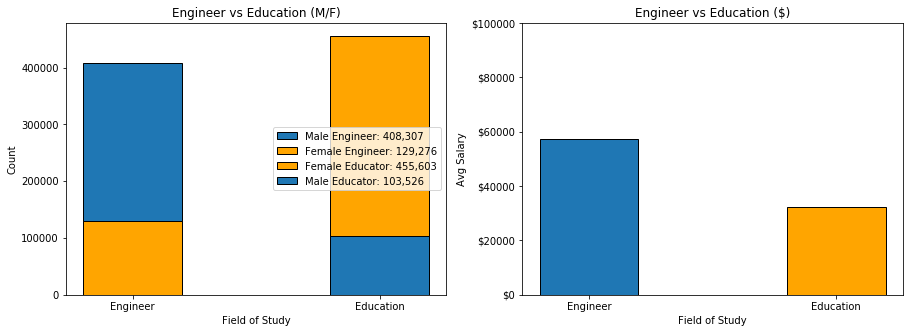 Engineer vs Education (M/F)
Count
400000
300000
200000
100000
0
Male Engineer: 408,307
Female Engineer: 129,276
Female Educator: 455,603
Male Educator: 103,526
Engineer
Education
Field of Study
Engineer vs Education ($)
Avg Salary
$100000
$80000
$60000
$40000
$20000
$0
Engineer
Education
Field of Study